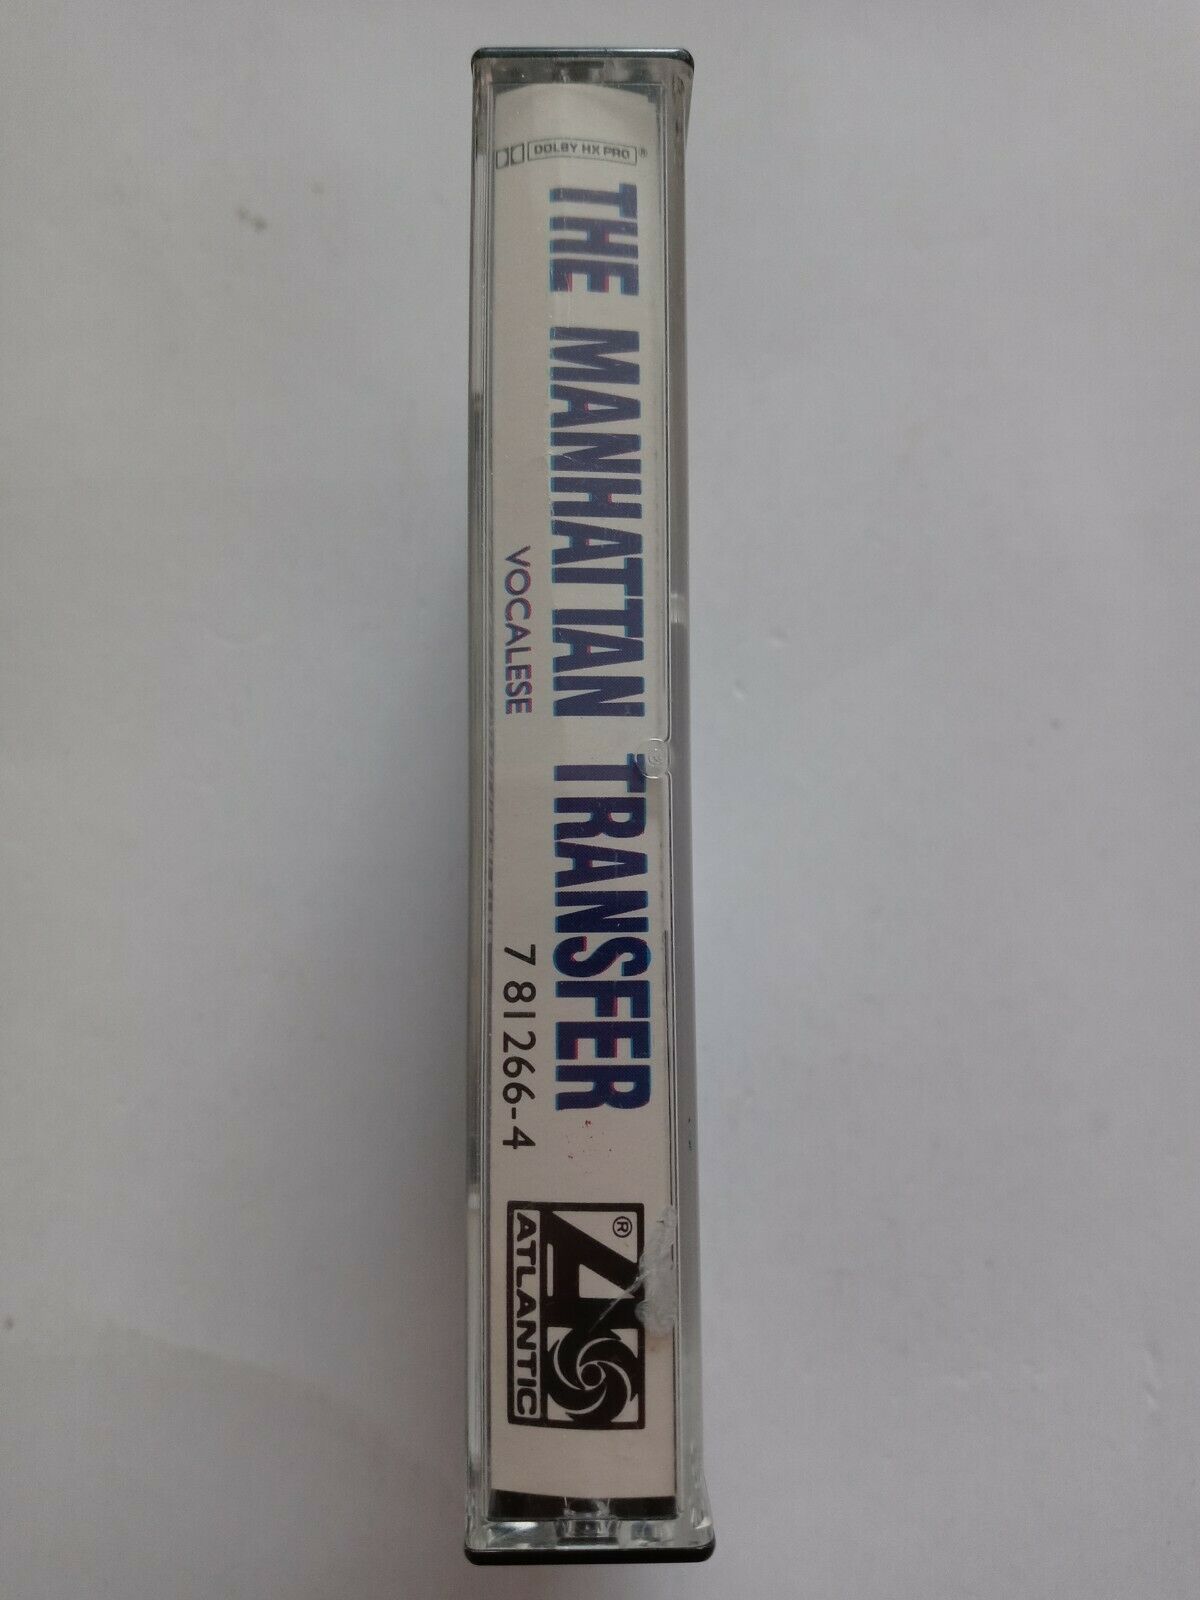 DOLBY HX PRO®
THE MANHATTAN TRANSFER
VOCALESE
7 81266-4
®
ATLANTIC